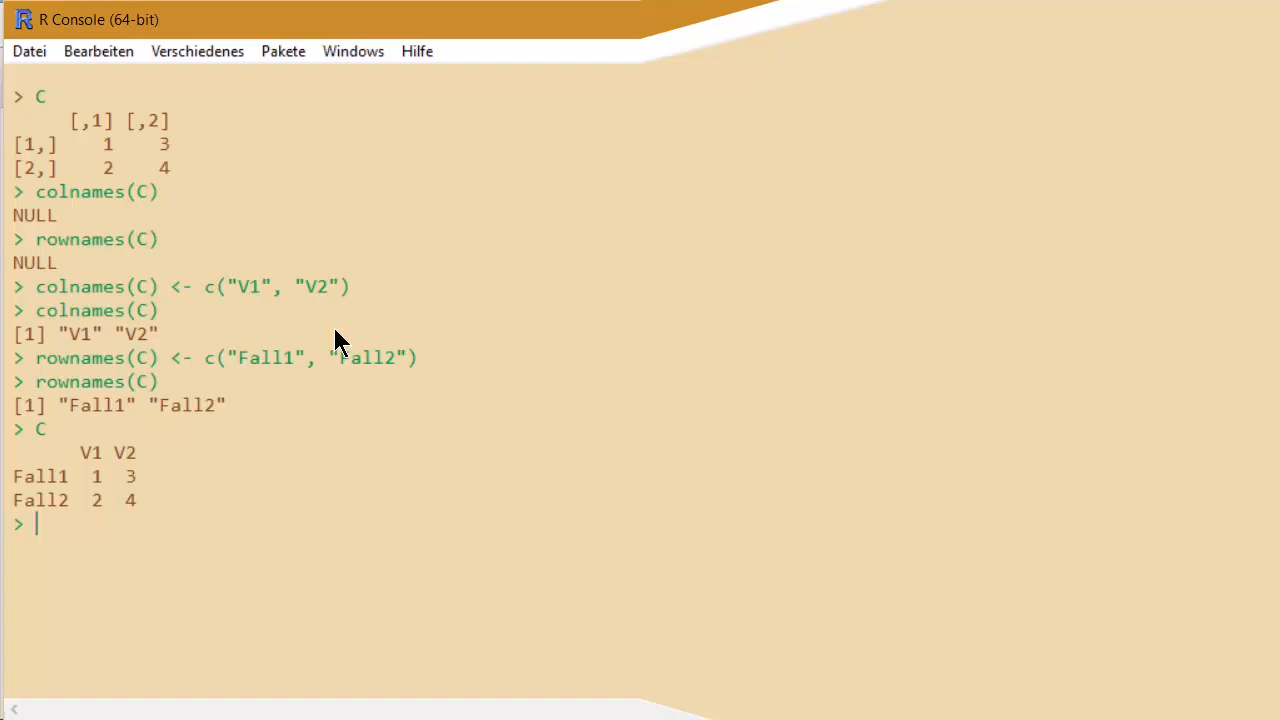 R Console (64-bit)
Datei Bearbeiten Verschiedenes Pakete Windows Hilfe
> C
     [,1] [,2]
[1,]    1    3
[2,]    2    4
> colnames(C)
NULL
> rownames(C)
NULL
> colnames(C) <- c("V1", "V2")
> colnames(C)
[1] "V1" "V2"
> rownames(C) <- c("Fall1", "Fall2")
> rownames(C)
[1] "Fall1" "Fall2"
> C
      V1 V2
Fall1  1  3
Fall2  2  4
>